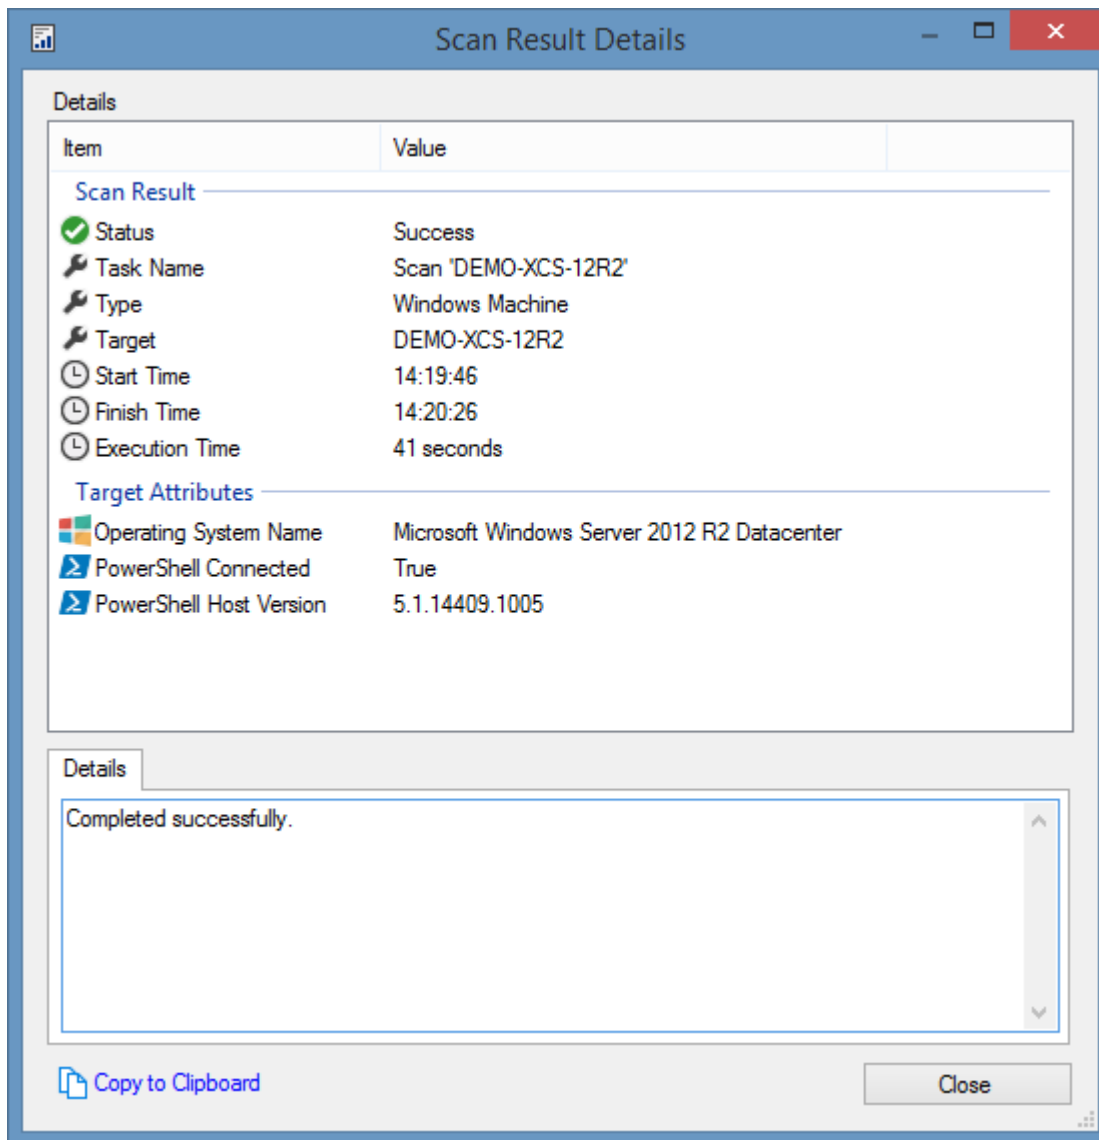 Scan Result Details
Details
Item Value
Scan Result
Status Success
Task Name Scan 'DEMO-XCS-12R2'
Type Windows Machine
Target DEMO-XCS-12R2
Start Time 14:19:46
Finish Time 14:20:26
Execution Time 41 seconds
Target Attributes
Operating System Name Microsoft Windows Server 2012 R2 Datacenter
PowerShell Connected True
PowerShell Host Version 5.1.14409.1005
Details
Completed successfully.
Copy to Clipboard Close